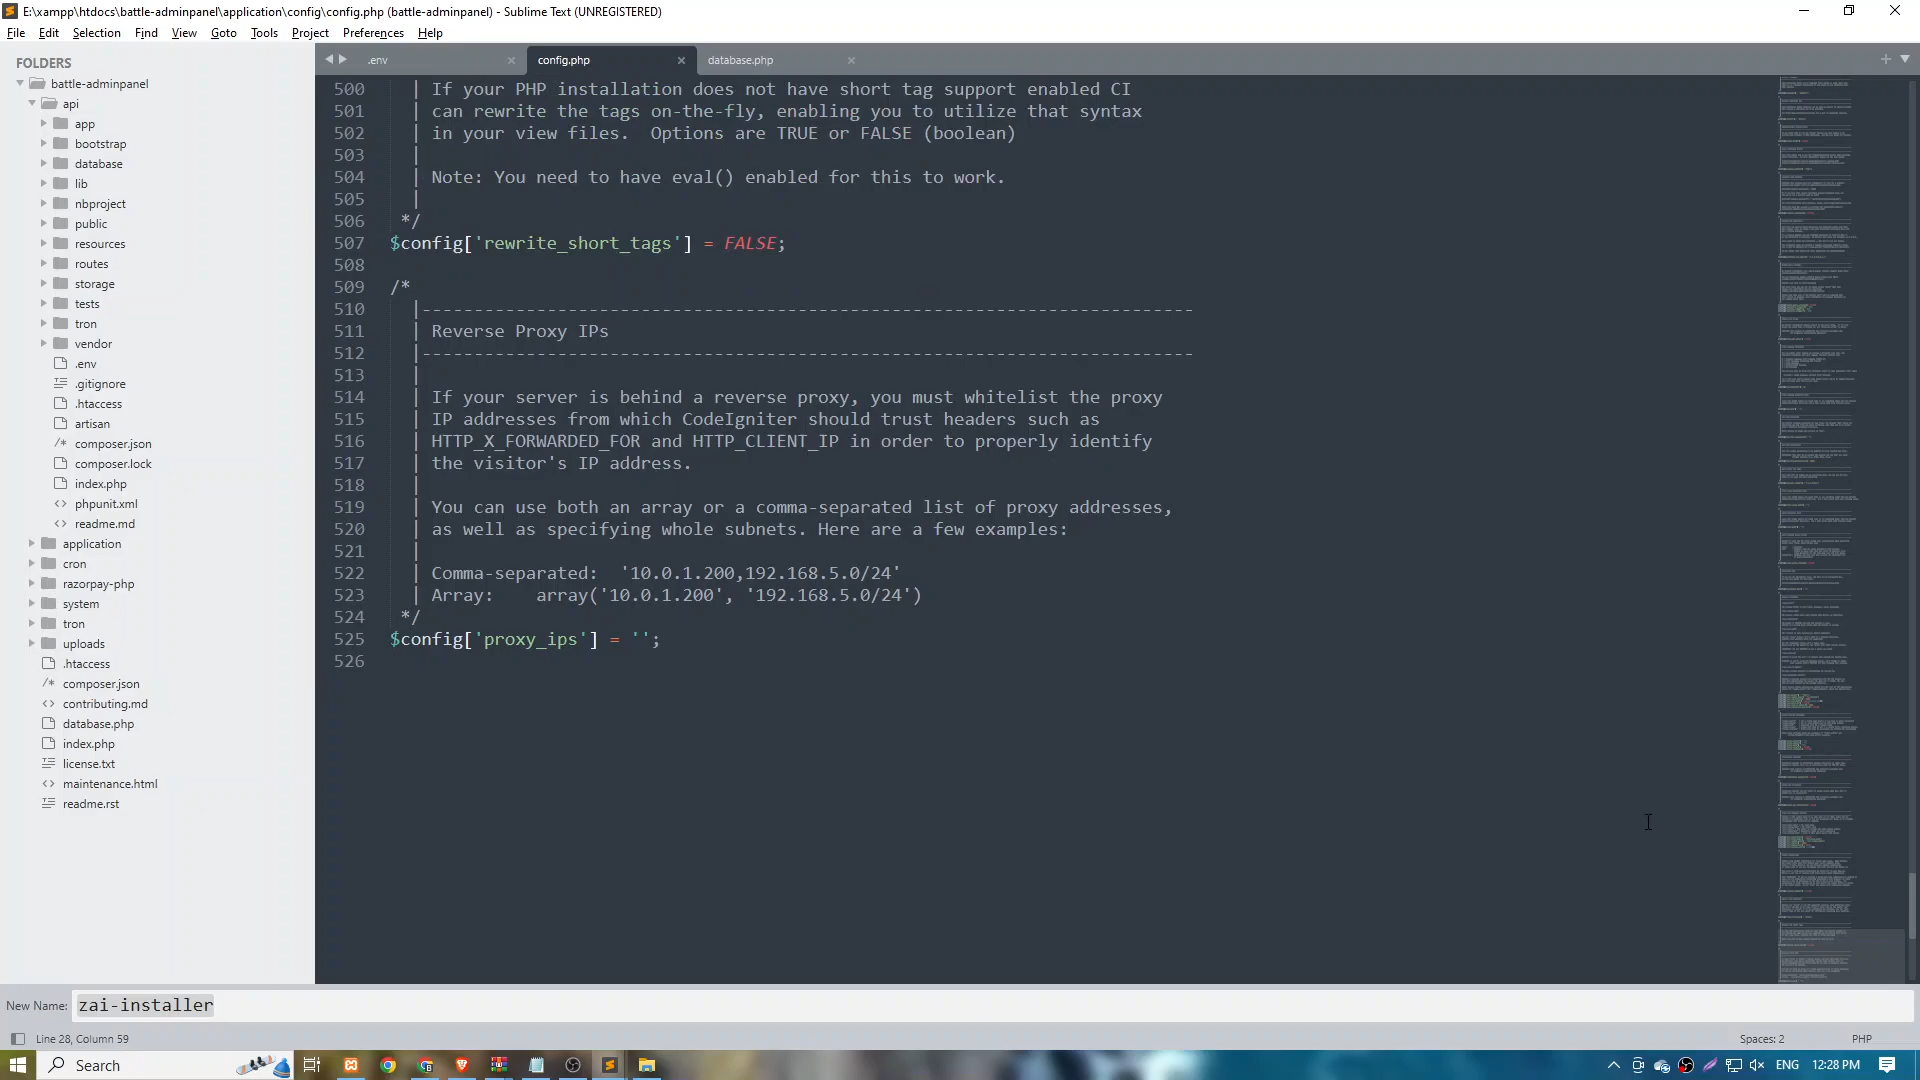 E:\xampp\htdocs\battle-adminpanel\application\config\config.php (battle-adminpanel) - Sublime Text (UNREGISTERED)
File Edit Selection Find View Goto Tools Project Preferences Help
FOLDERS
battle-adminpanel
api
app
bootstrap
database
lib
nbproject
public
resources
routes
storage
tests
tron
vendor
.env
.gitignore
.htaccess
artisan
composer.json
composer.lock
index.php
phpunit.xml
readme.md
application
cron
razorpay-php
system
tron
uploads
.htaccess
composer.json
contributing.md
database.php
index.php
license.txt
maintenance.html
readme.rst
.env config.php database.php
500 | If your PHP installation does not have short tag support enabled CI
501 | can rewrite the tags on-the-fly, enabling you to utilize that syntax
502 | in your view files.  Options are TRUE or FALSE (boolean)
503 |
504 | Note: You need to have eval() enabled for this to work.
505 |
506 */
507 $config['rewrite_short_tags'] = FALSE;
508
509 /*
510 |--------------------------------------------------------------------------
511 | Reverse Proxy IPs
512 |--------------------------------------------------------------------------
513 |
514 | If your server is behind a reverse proxy, you must whitelist the proxy
515 | IP addresses from which CodeIgniter should trust headers such as
516 | HTTP_X_FORWARDED_FOR and HTTP_CLIENT_IP in order to properly identify
517 | the visitor's IP address.
518 |
519 | You can use both an array or a comma-separated list of proxy addresses,
520 | as well as specifying whole subnets. Here are a few examples:
521 |
522 | Comma-separated:  '10.0.1.200,192.168.5.0/24'
523 | Array:    array('10.0.1.200', '192.168.5.0/24')
524 */
525 $config['proxy_ips'] = '';
526
New Name: zai-installer
Line 28, Column 59 Spaces: 2 PHP
Search ENG 12:28 PM